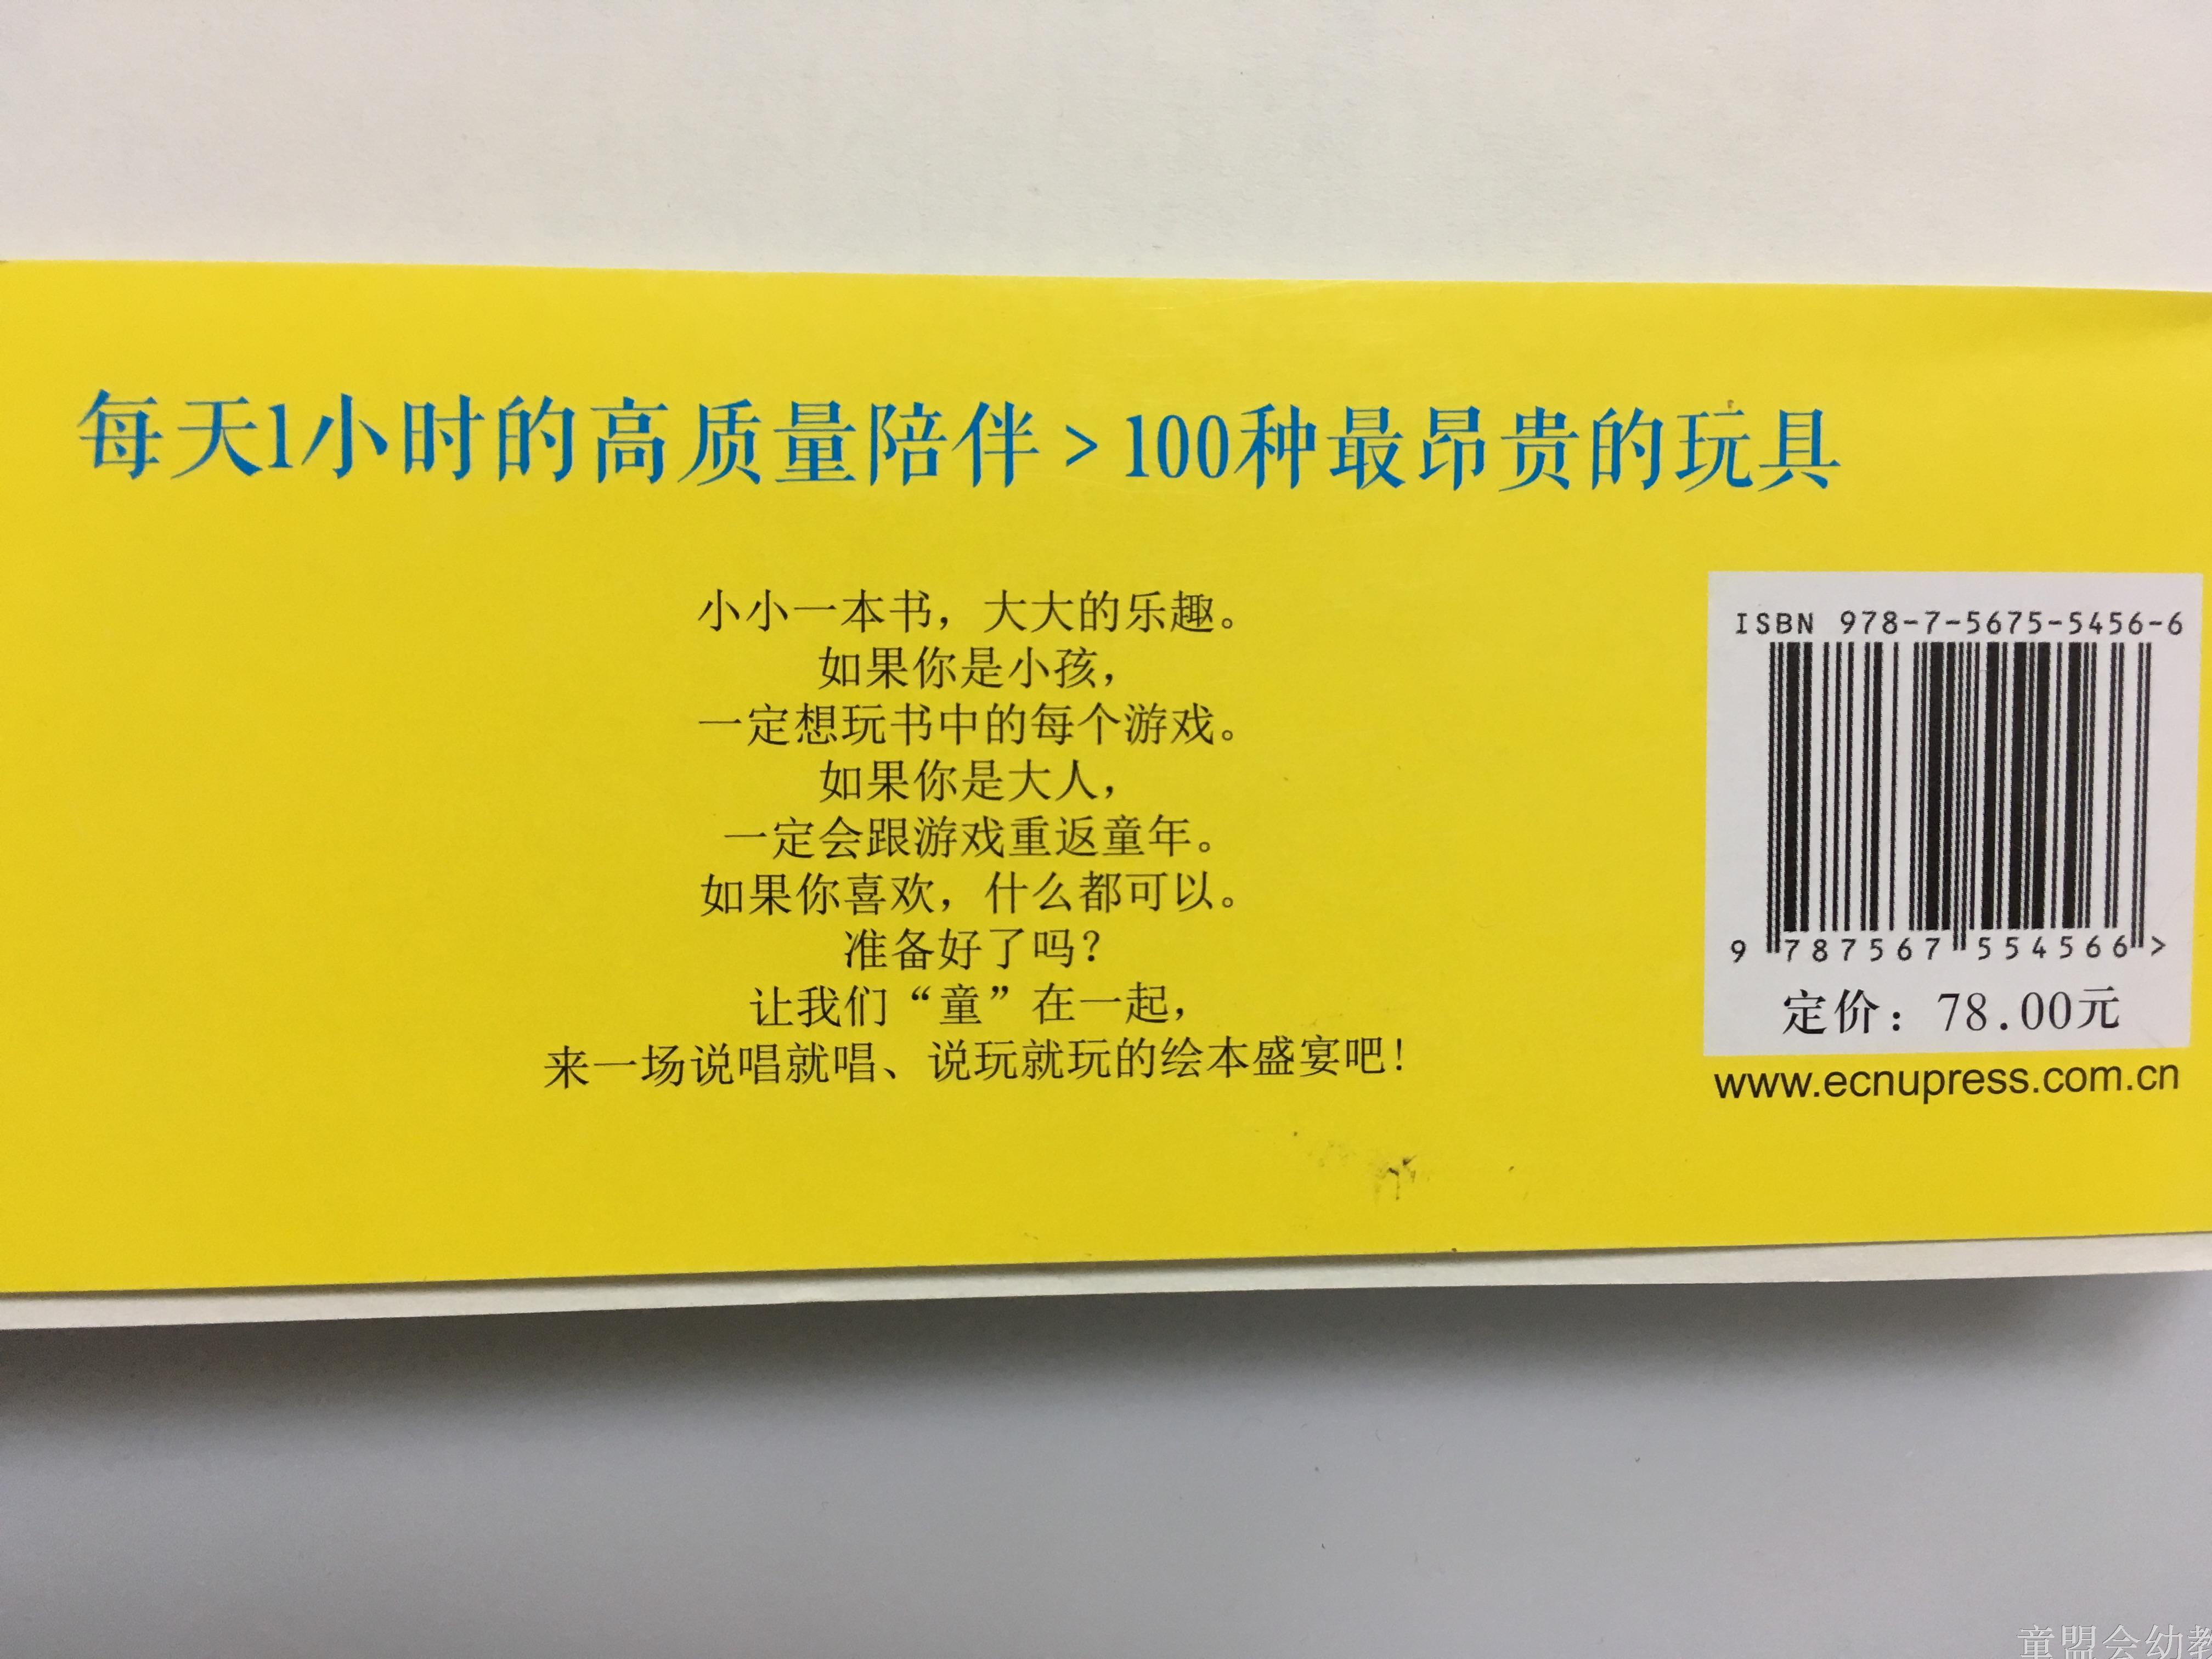 每天1小时的高质量陪伴>100种最昂贵的玩具
小小一本书，大大的乐趣。
如果你是小孩，
一定想玩书中的每个游戏。
如果你是大人，
一定会跟游戏重返童年。
如果你喜欢，什么都可以。
准备好了吗？
让我们“童”在一起，
来一场说唱就唱、说玩就玩的绘本盛宴吧！
ISBN 978-7-5675-5456-6
9 787567 554566 >
定价：78.00元
www.ecnupress.com.cn
童盟会幼教